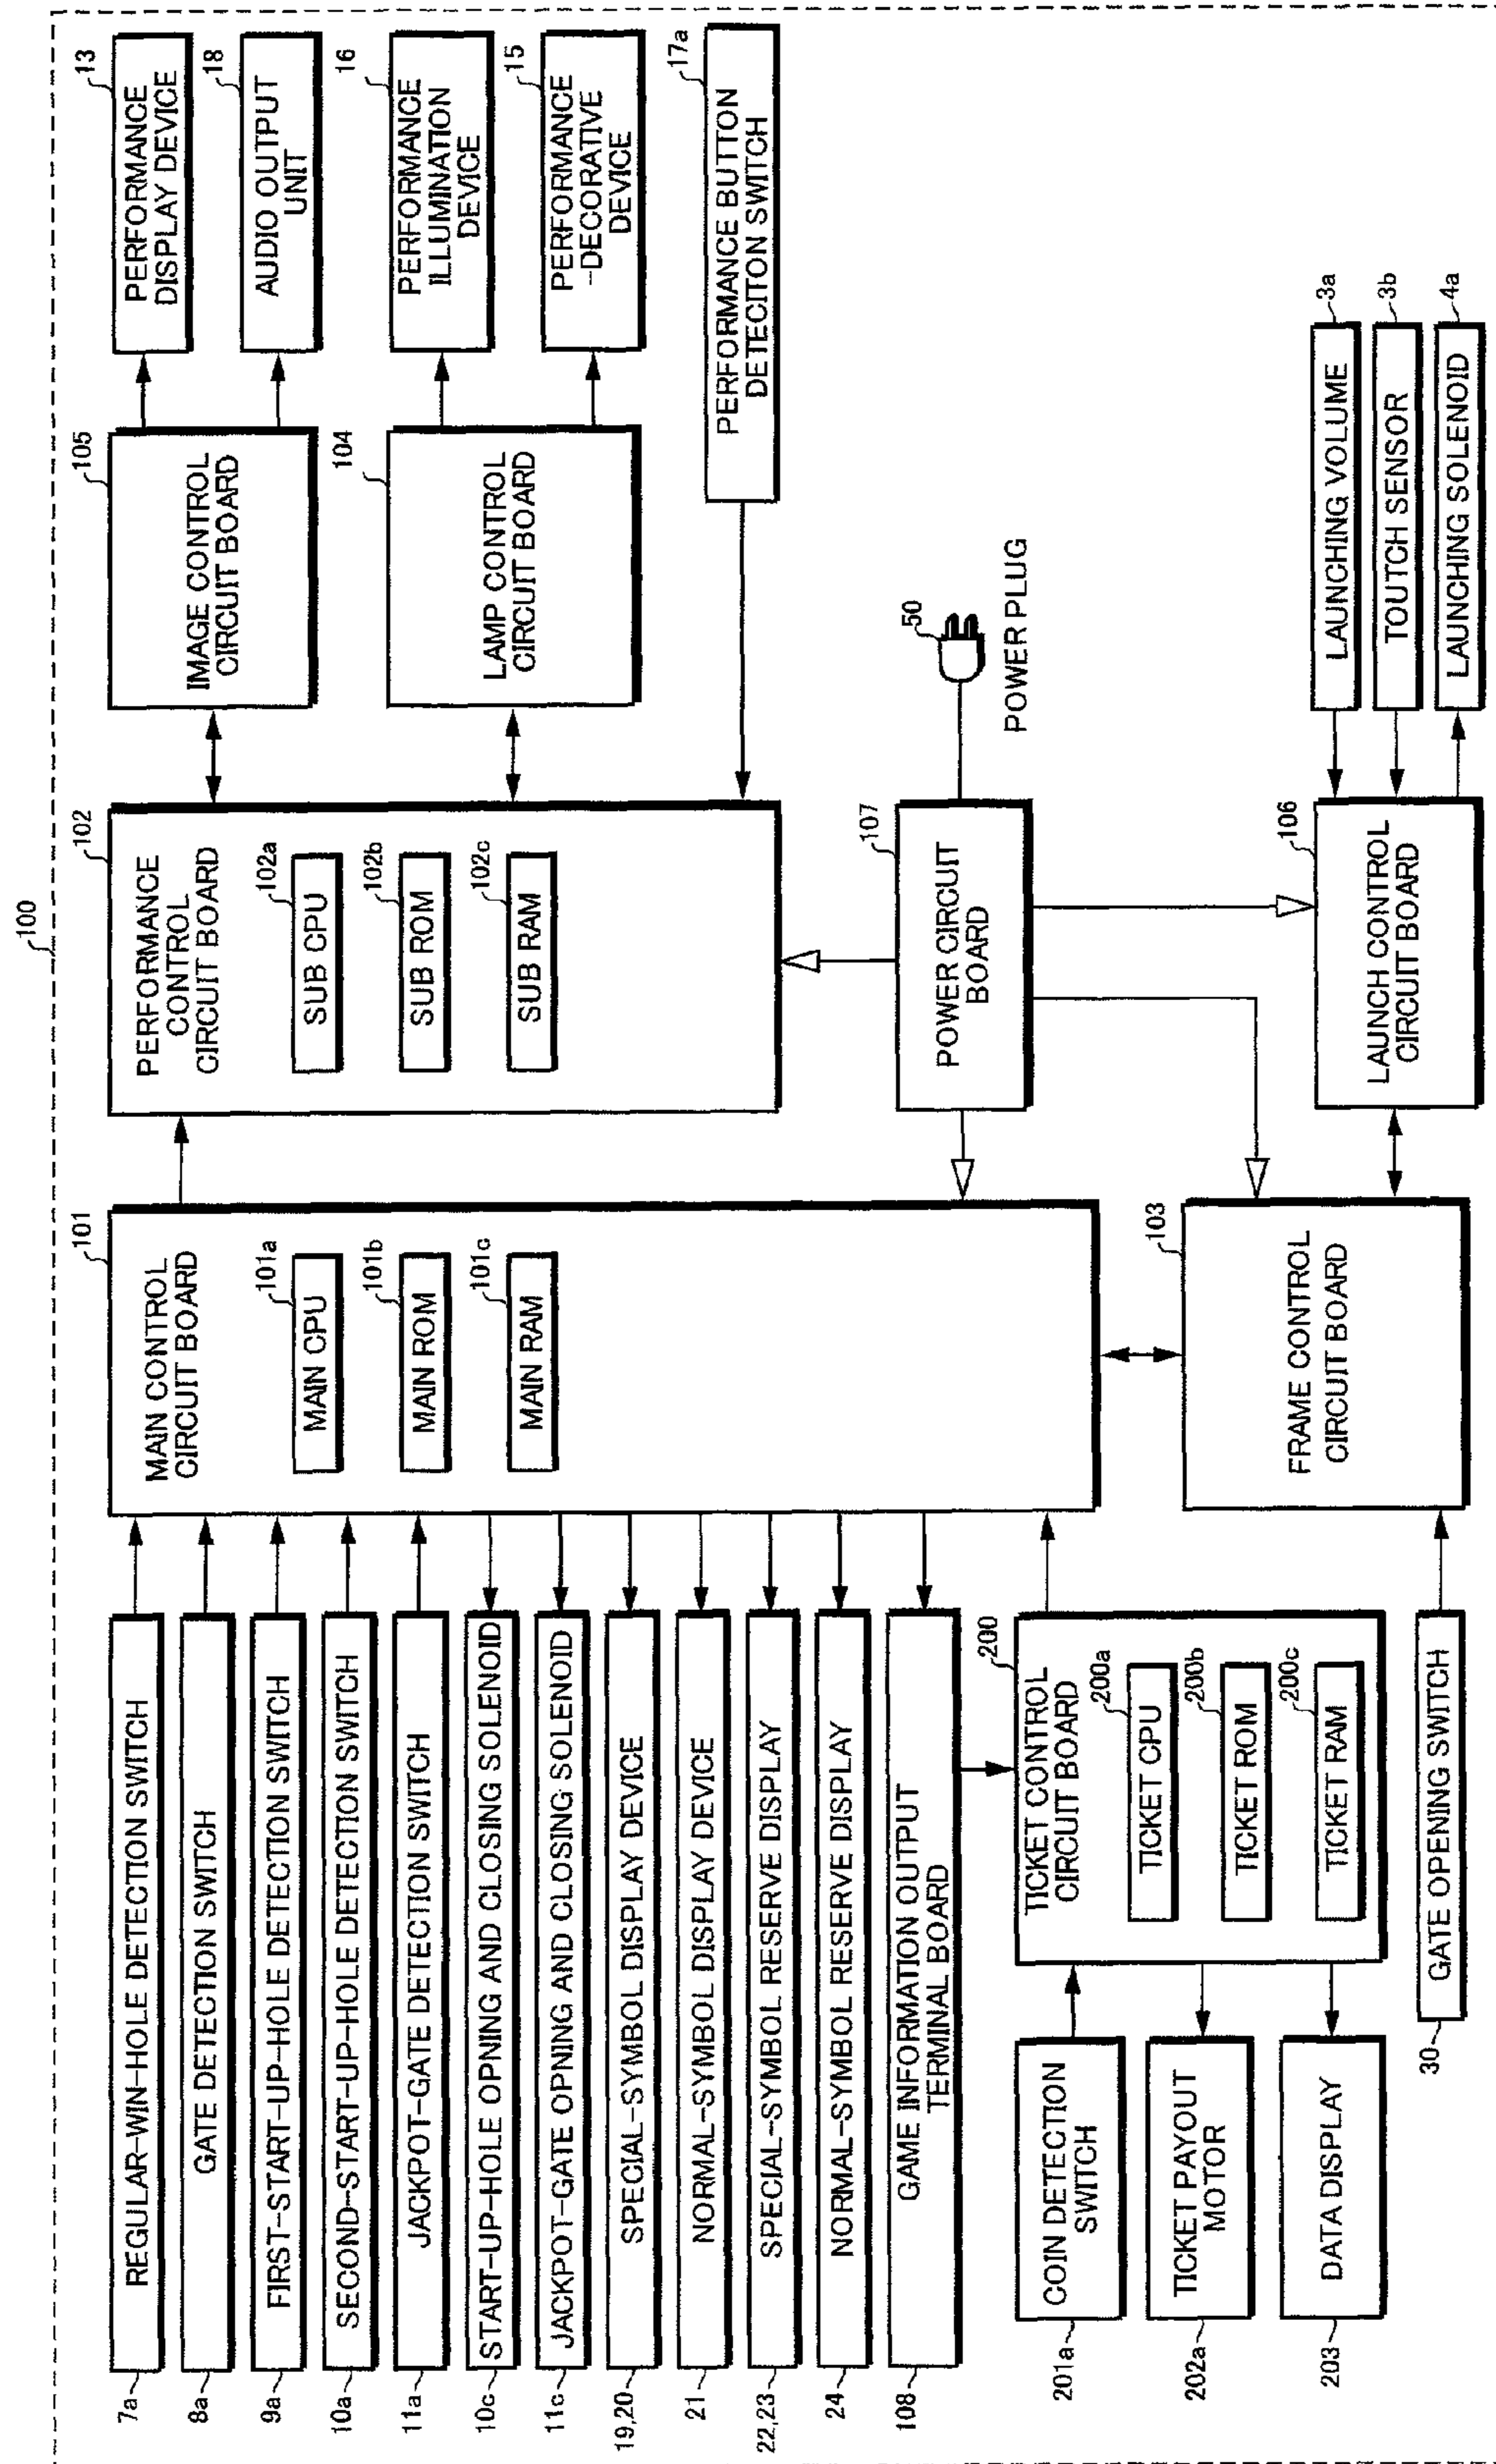 100
7a
REGULAR-WIN-HOLE DETECTION SWITCH
8a
GATE DETECTION SWITCH
9a
FIRST-START-UP-HOLE DETECTION SWITCH
10a
SECOND-START-UP-HOLE DETECTION SWITCH
11a
JACKPOT-GATE DETECTION SWITCH
10c
START-UP-HOLE OPNING AND CLOSING SOLENOID
11c
JACKPOT-GATE OPNING AND CLOSING SOLENOID
19,20
SPECIAL-SYMBOL DISPLAY DEVICE
21
NORMAL-SYMBOL DISPLAY DEVICE
22,23
SPECIAL-SYMBOL RESERVE DISPLAY
24
NORMAL-SYMBOL RESERVE DISPLAY
108
GAME INFORMATION OUTPUT
TERMINAL BOARD
201a
COIN DETECTION
SWITCH
202a
TICKET PAYOUT
MOTOR
203
DATA DISPLAY
200
TICKET CONTROL
CIRCUIT BOARD
200a
TICKET CPU
200b
TICKET ROM
200c
TICKET RAM
30
GATE OPENING SWITCH
101
MAIN CONTROL
CIRCUIT BOARD
101a
MAIN CPU
101b
MAIN ROM
101c
MAIN RAM
103
FRAME CONTROL
CIRCUIT BOARD
102
PERFORMANCE
CONTROL
CIRCUIT BOARD
102a
SUB CPU
102b
SUB ROM
102c
SUB RAM
107
POWER CIRCUIT
BOARD
50
POWER PLUG
106
LAUNCH CONTROL
CIRCUIT BOARD
105
IMAGE CONTROL
CIRCUIT BOARD
104
LAMP CONTROL
CIRCUIT BOARD
13
PERFORMANCE
DISPLAY DEVICE
18
AUDIO OUTPUT
UNIT
16
PERFORMANCE
ILLUMINATION
DEVICE
15
PERFORMANCE
-DECORATIVE
DEVICE
17a
PERFORMANCE BUTTON
DETECITON SWITCH
3a
LAUNCHING VOLUME
3b
TOUTCH SENSOR
4a
LAUNCHING SOLENOID